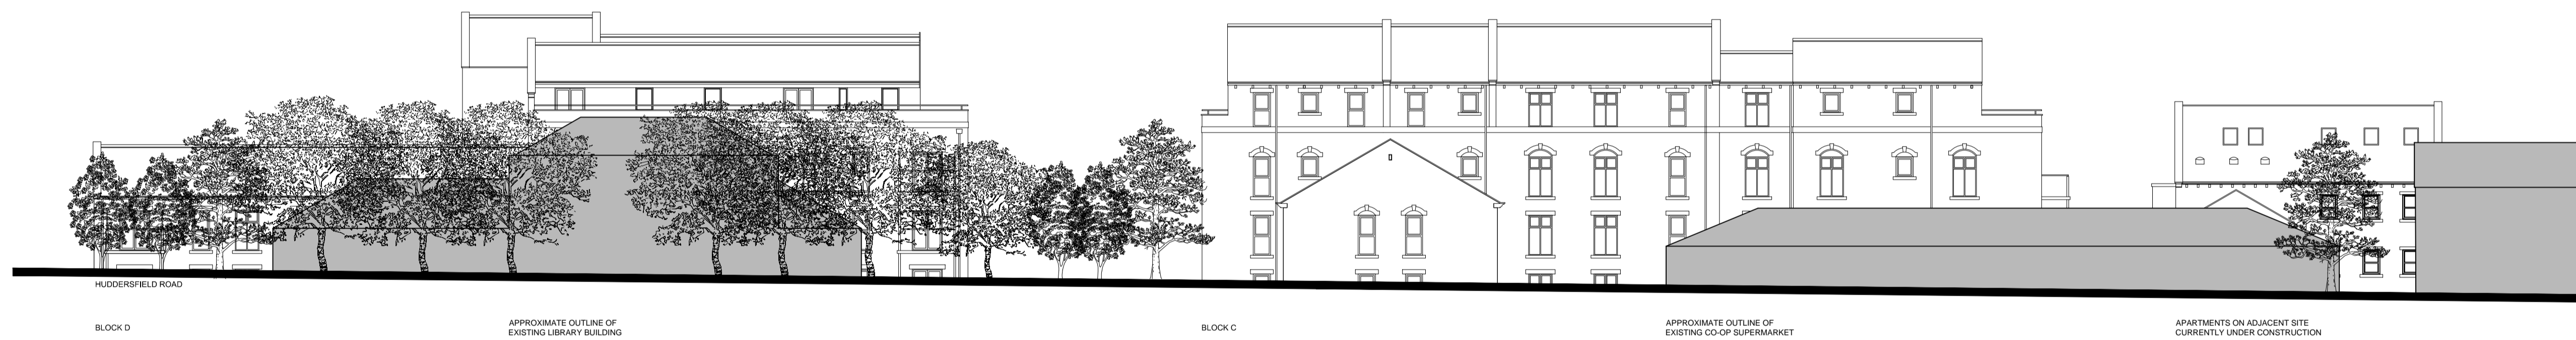 HUDDERSFIELD ROAD
BLOCK D
APPROXIMATE OUTLINE OF
EXISTING LIBRARY BUILDING
BLOCK C
APPROXIMATE OUTLINE OF
EXISTING CO-OP SUPERMARKET
APARTMENTS ON ADJACENT SITE
CURRENTLY UNDER CONSTRUCTION